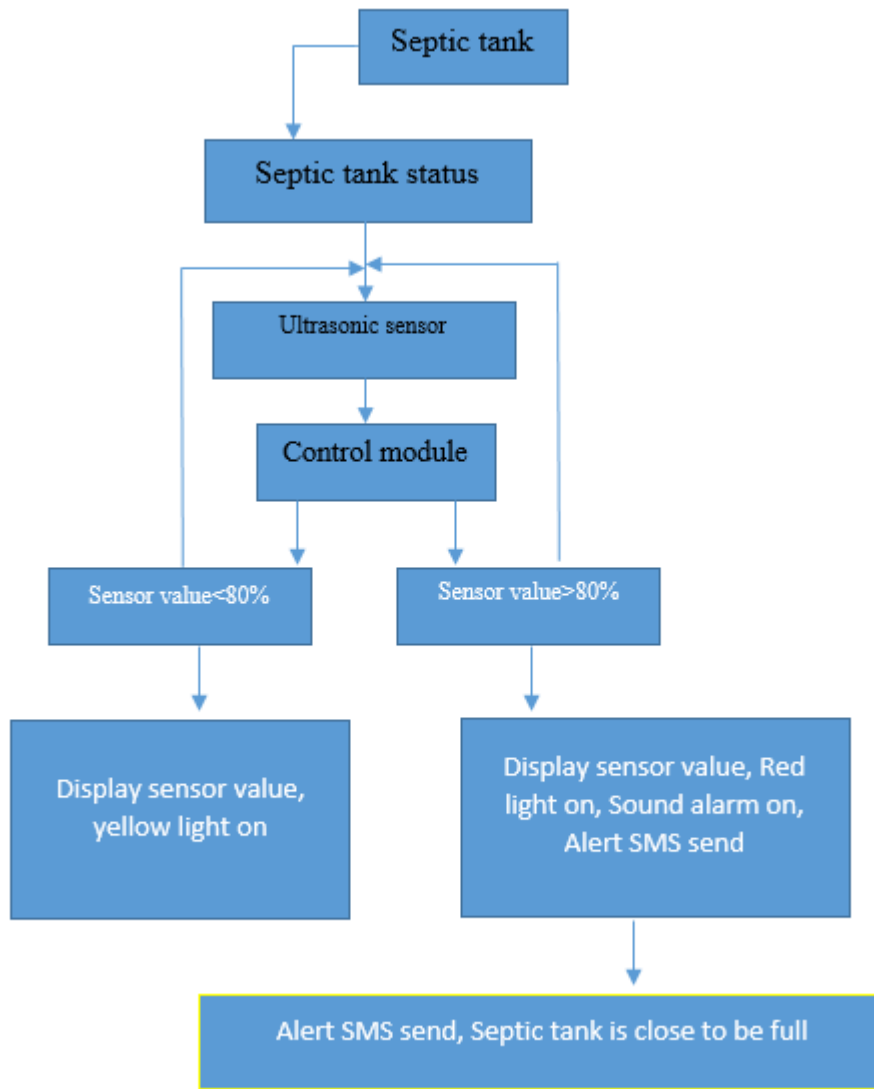 Septic tank
Septic tank status
Ultrasonic sensor
Control module
Sensor value<80%
Sensor value>80%
Display sensor value,
yellow light on
Display sensor value, Red
light on, Sound alarm on,
Alert SMS send
Alert SMS send, Septic tank is close to be full